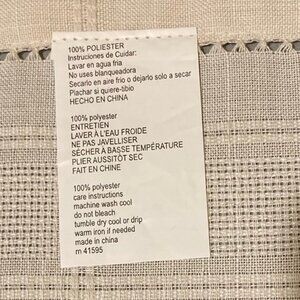 100% POLIESTER
Instruciones de Cuidar:
Lavar en agua fria
No uses blanqueadora
Secarlo en aire frio o dejarlo solo a secar
Plachar si quiere-tibio
HECHO EN CHINA
100% polyester
ENTRETIEN
LAVER À L'EAU FROIDE
NE PAS JAVELLISER
SÉCHER À BASSE TEMPÉRATURE
PLIER AUSSITÔT SEC
FAIT EN CHINE
100% polyester
care instructions
machine wash cool
do not bleach
tumble dry cool or drip
warm iron if needed
made in china
m 41595